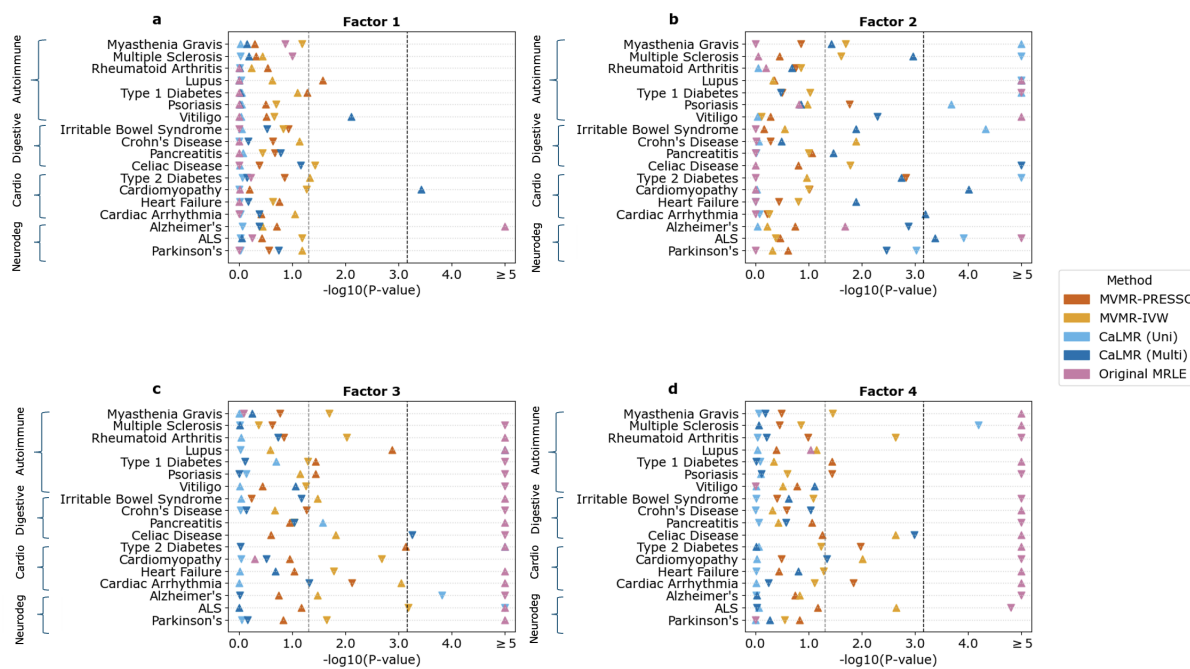 a
Factor 1
Autoimmune
Digestive
Cardio
Neurodeg
Myasthenia Gravis
Multiple Sclerosis
Rheumatoid Arthritis
Lupus
Type 1 Diabetes
Psoriasis
Vitiligo
Irritable Bowel Syndrome
Crohn's Disease
Pancreatitis
Celiac Disease
Type 2 Diabetes
Cardiomyopathy
Heart Failure
Cardiac Arrhythmia
Alzheimer's
ALS
Parkinson's
0.0 1.0 2.0 3.0 4.0 ≥ 5
-log10(P-value)
b
Factor 2
Autoimmune
Digestive
Cardio
Neurodeg
Myasthenia Gravis
Multiple Sclerosis
Rheumatoid Arthritis
Lupus
Type 1 Diabetes
Psoriasis
Vitiligo
Irritable Bowel Syndrome
Crohn's Disease
Pancreatitis
Celiac Disease
Type 2 Diabetes
Cardiomyopathy
Heart Failure
Cardiac Arrhythmia
Alzheimer's
ALS
Parkinson's
0.0 1.0 2.0 3.0 4.0 ≥ 5
-log10(P-value)
Method
MVMR-PRESSO
MVMR-IVW
CaLMR (Uni)
CaLMR (Multi)
Original MRLE
c
Factor 3
Autoimmune
Digestive
Cardio
Neurodeg
Myasthenia Gravis
Multiple Sclerosis
Rheumatoid Arthritis
Lupus
Type 1 Diabetes
Psoriasis
Vitiligo
Irritable Bowel Syndrome
Crohn's Disease
Pancreatitis
Celiac Disease
Type 2 Diabetes
Cardiomyopathy
Heart Failure
Cardiac Arrhythmia
Alzheimer's
ALS
Parkinson's
0.0 1.0 2.0 3.0 4.0 ≥ 5
-log10(P-value)
d
Factor 4
Autoimmune
Digestive
Cardio
Neurodeg
Myasthenia Gravis
Multiple Sclerosis
Rheumatoid Arthritis
Lupus
Type 1 Diabetes
Psoriasis
Vitiligo
Irritable Bowel Syndrome
Crohn's Disease
Pancreatitis
Celiac Disease
Type 2 Diabetes
Cardiomyopathy
Heart Failure
Cardiac Arrhythmia
Alzheimer's
ALS
Parkinson's
0.0 1.0 2.0 3.0 4.0 ≥ 5
-log10(P-value)